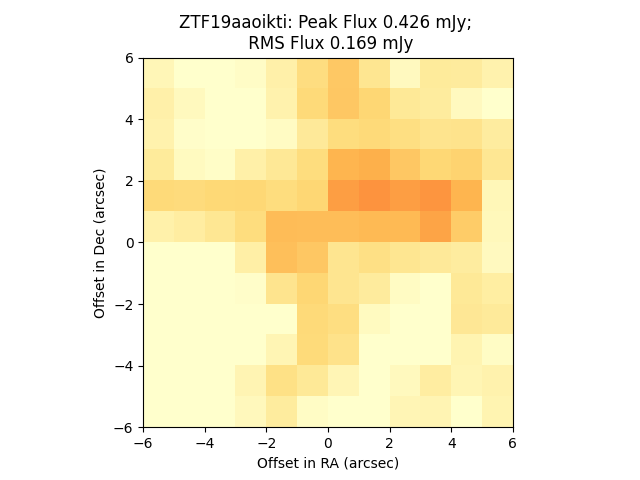 ZTF19aaoikti: Peak Flux 0.426 mJy;
RMS Flux 0.169 mJy
6
4
2
0
−2
−4
−6
Offset in Dec (arcsec)
−6 −4 −2 0 2 4 6
Offset in RA (arcsec)